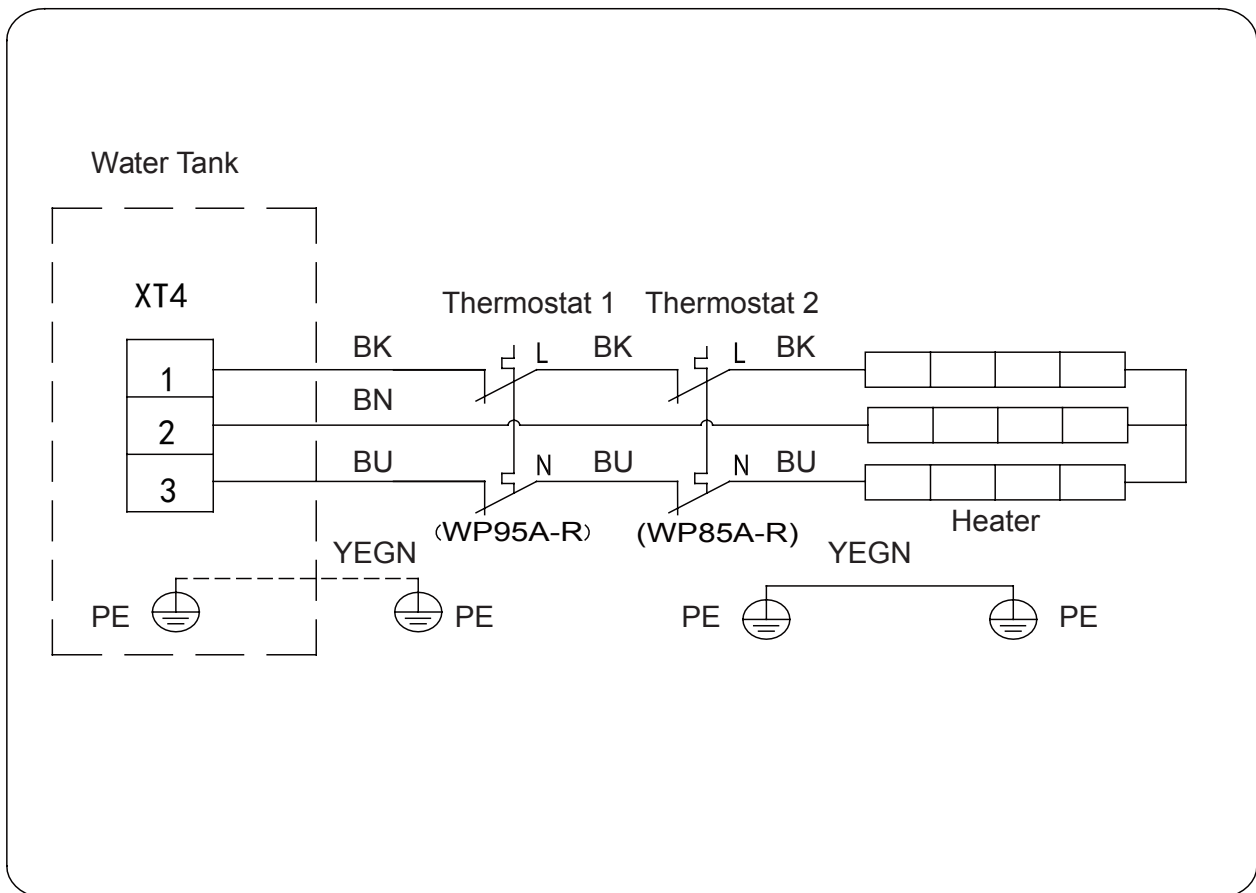 Water Tank
XT4
Thermostat 1 Thermostat 2
BK L BK L BK
1
BN
2
BU N BU N BU
3
Heater
(WP95A-R) (WP85A-R)
YEGN YEGN
PE PE PE PE